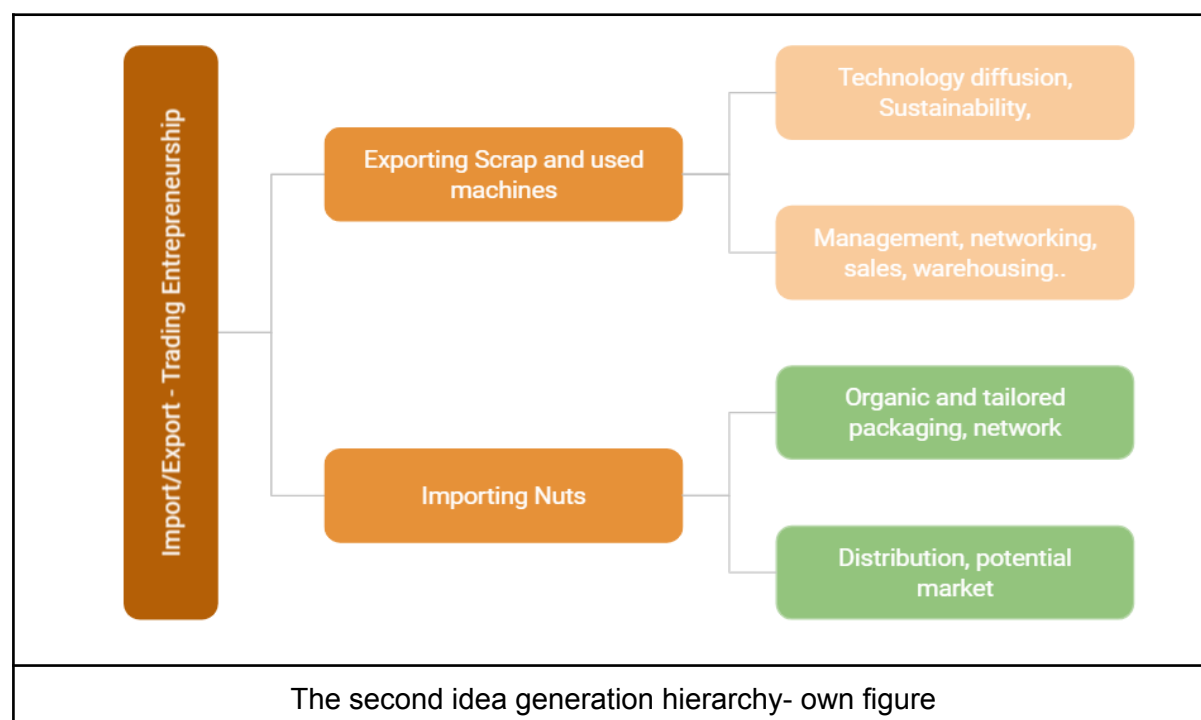 Import/Export - Trading Entrepreneurship
Exporting Scrap and used
machines
Technology diffusion,
Sustainability,
Management, networking,
sales, warehousing..
Importing Nuts
Organic and tailored
packaging, network
Distribution, potential
market
The second idea generation hierarchy- own figure